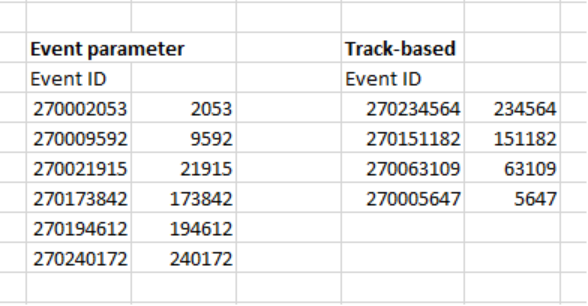 Event parameter Track-based
Event ID Event ID
270002053 2053 270234564 234564
270009592 9592 270151182 151182
270021915 21915 270063109 63109
270173842 173842 270005647 5647
270194612 194612
270240172 240172